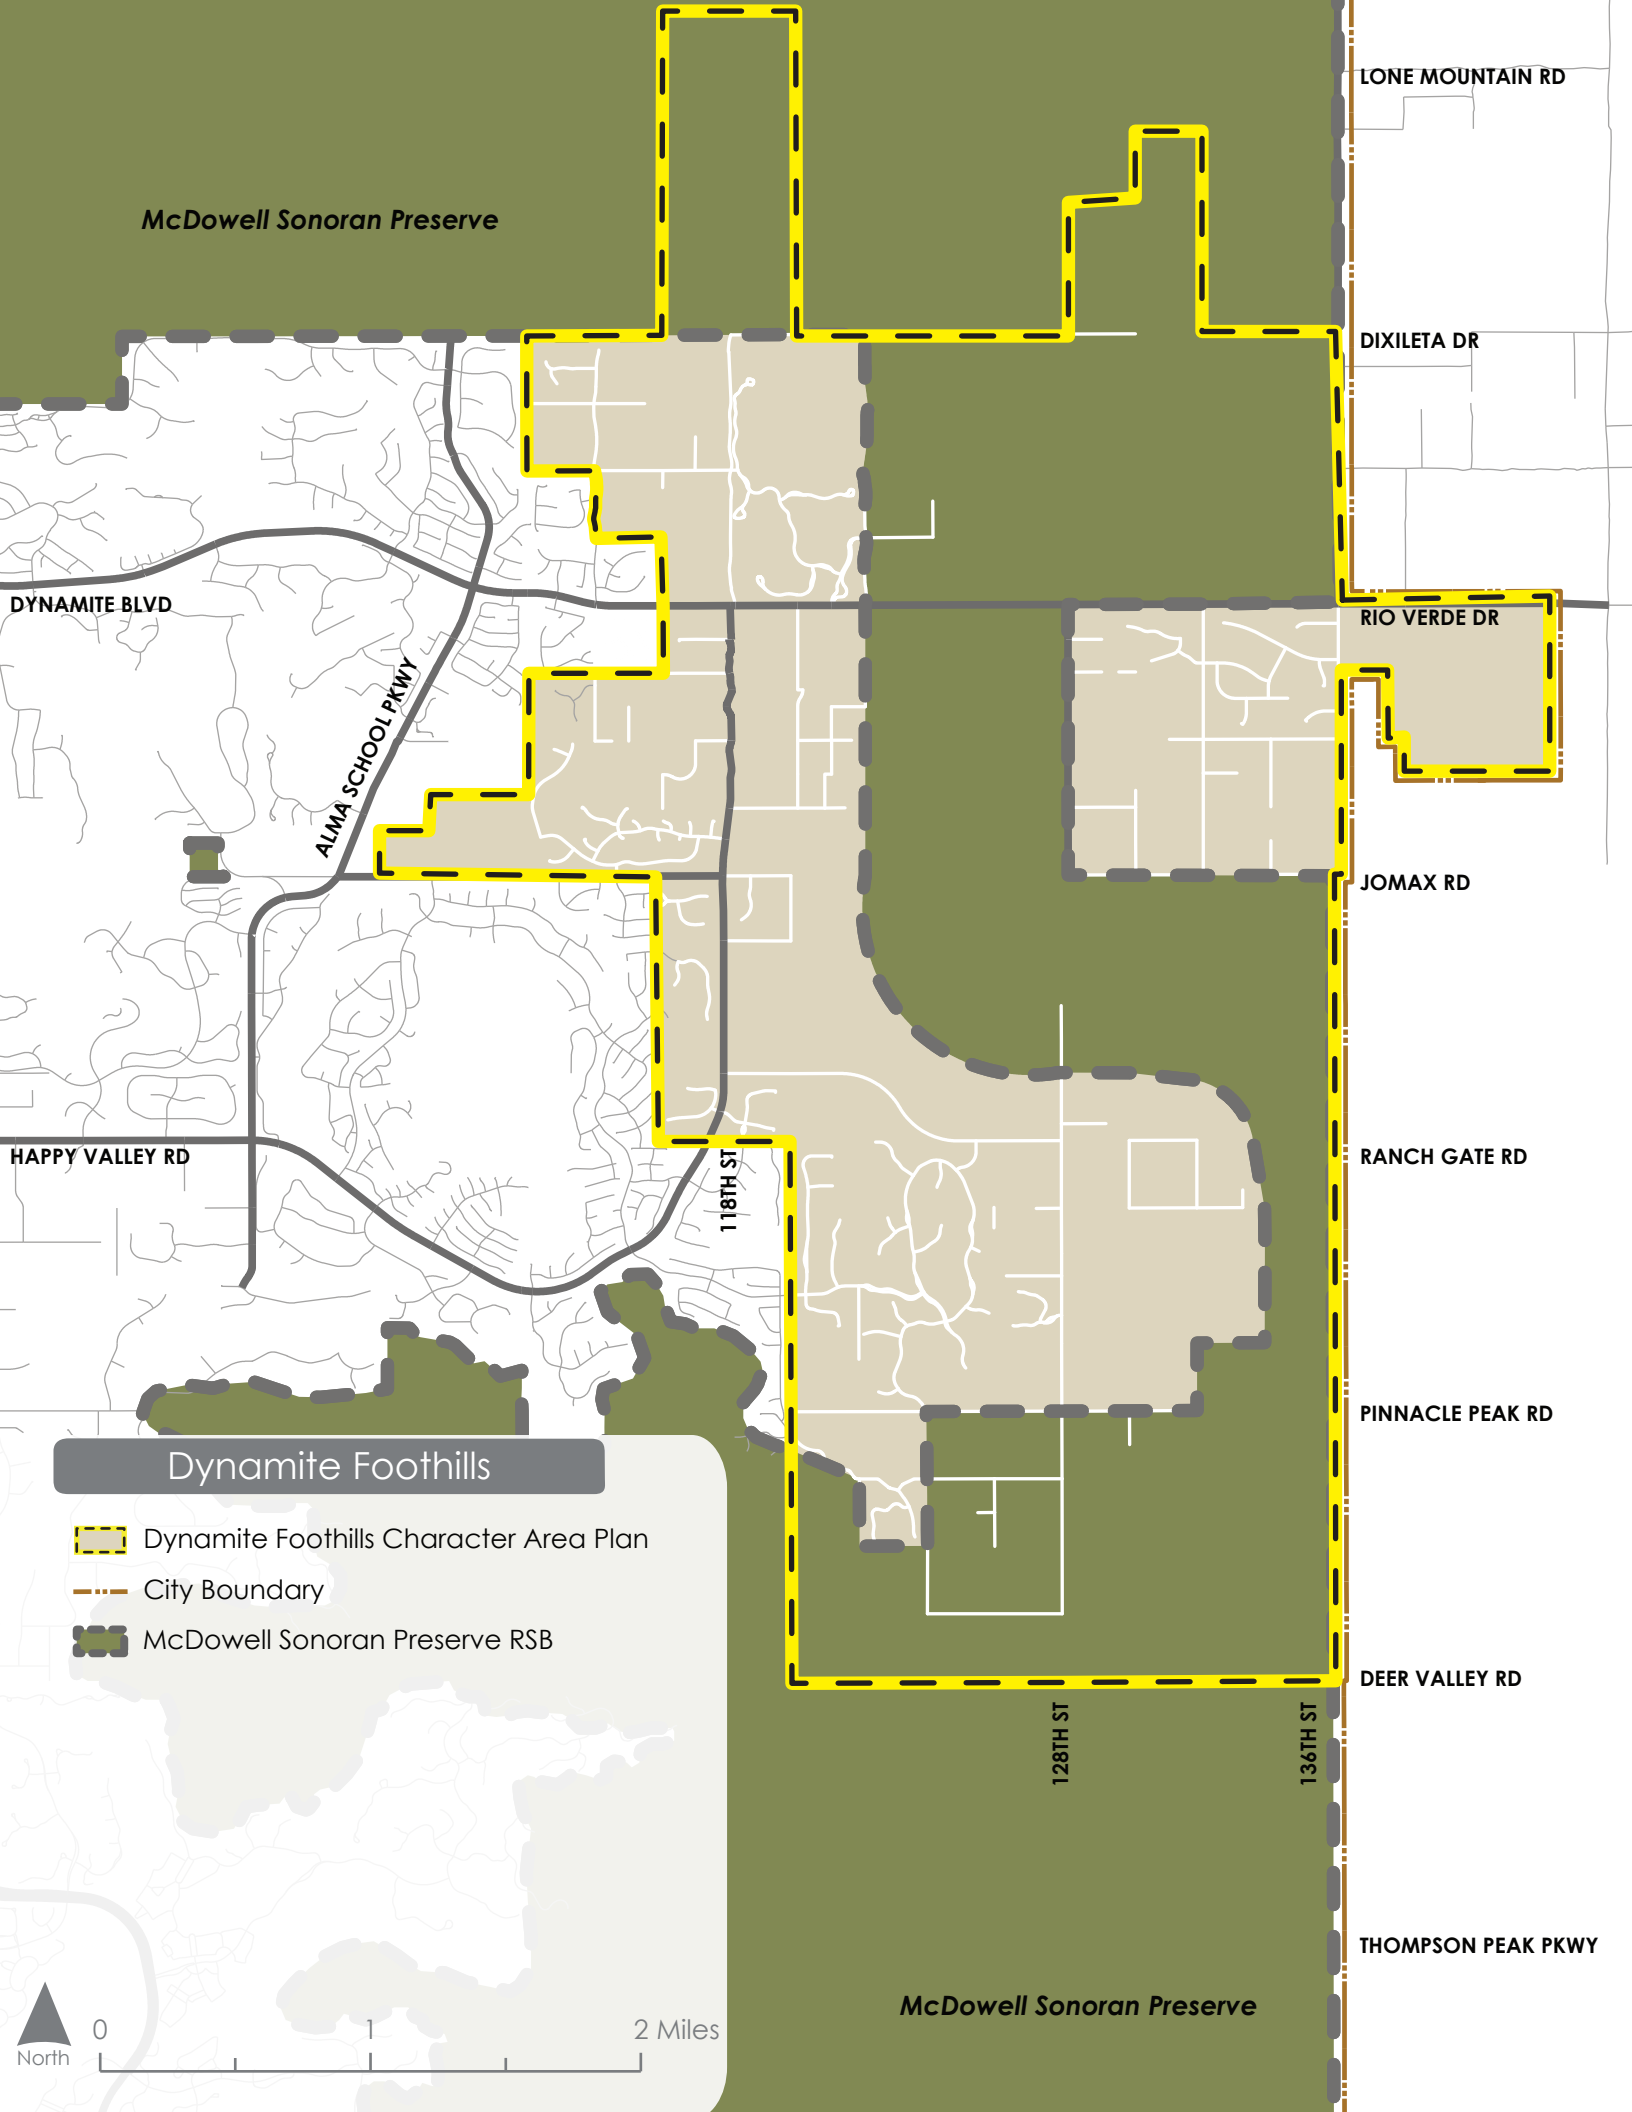 LONE MOUNTAIN RD
McDowell Sonoran Preserve
DIXILETA DR
DYNAMITE BLVD
RIO VERDE DR
ALMA SCHOOL PKWY
JOMAX RD
HAPPY VALLEY RD
118TH ST
RANCH GATE RD
PINNACLE PEAK RD
Dynamite Foothills
Dynamite Foothills Character Area Plan
City Boundary
McDowell Sonoran Preserve RSB
DEER VALLEY RD
128TH ST
136TH ST
THOMPSON PEAK PKWY
McDowell Sonoran Preserve
0 1 2 Miles
North